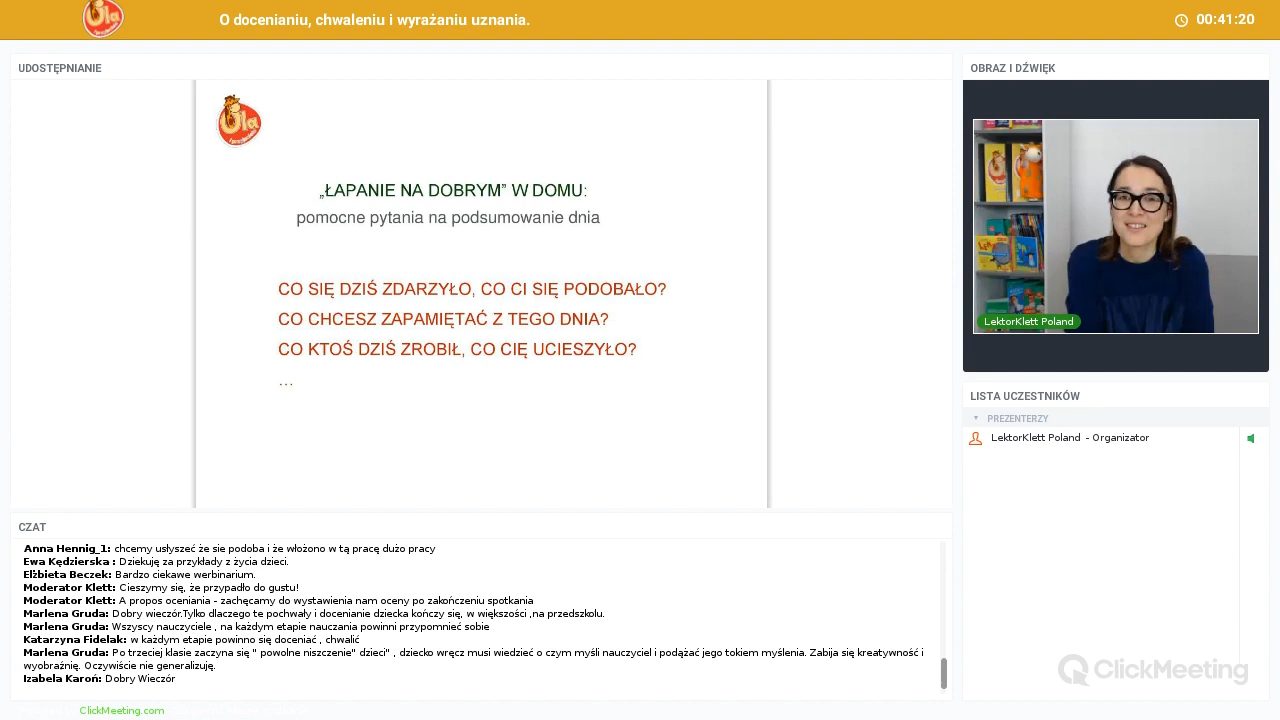 Ula
O docenianiu, chwaleniu i wyrażaniu uznania.
00:41:20
UDOSTĘPNIANIE
Ula
„ŁAPANIE NA DOBRYM” W DOMU:
pomocne pytania na podsumowanie dnia
CO SIĘ DZIŚ ZDARZYŁO, CO CI SIĘ PODOBAŁO?
CO CHCESZ ZAPAMIĘTAĆ Z TEGO DNIA?
CO KTOŚ DZIŚ ZROBIŁ, CO CIĘ UCIESZYŁO?
...
OBRAZ I DŹWIĘK
LektorKlett Poland
LISTA UCZESTNIKÓW
PREZENTERZY
LektorKlett Poland - Organizator
CZAT
Anna Hennig_1: chcemy usłyszeć że sie podoba i że włożono w tą pracę dużo pracy
Ewa Kędzierska : Dziekuję za przykłady z życia dzieci.
Elżbieta Beczek: Bardzo ciekawe werbinarium.
Moderator Klett: Cieszymy się, że przypadło do gustu!
Moderator Klett: A propos oceniania - zachęcamy do wystawienia nam oceny po zakończeniu spotkania
Marlena Gruda: Dobry wieczór.Tylko dlaczego te pochwały i docenianie dziecka kończy się, w większości ,na przedszkolu.
Marlena Gruda: Wszyscy nauczyciele , na każdym etapie nauczania powinni przypomnieć sobie
Katarzyna Fidelak: w każdym etapie powinno się doceniać , chwalić
Marlena Gruda: Po trzeciej klasie zaczyna się " powolne niszczenie" dzieci" , dziecko wręcz musi wiedzieć o czym myśli nauczyciel i podążać jego tokiem myślenia. Zabija się kreatywność i
wyobraźnię. Oczywiście nie generalizuję.
Izabela Karoń: Dobry Wieczór
ClickMeeting
ClickMeeting.com